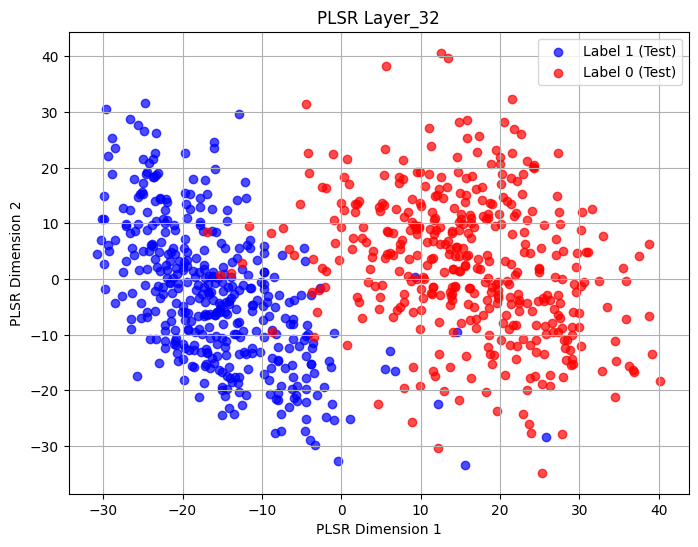 PLSR Layer_32
Label 1 (Test)
Label 0 (Test)
PLSR Dimension 2
40
30
20
10
0
−10
−20
−30
−30 −20 −10 0 10 20 30 40
PLSR Dimension 1